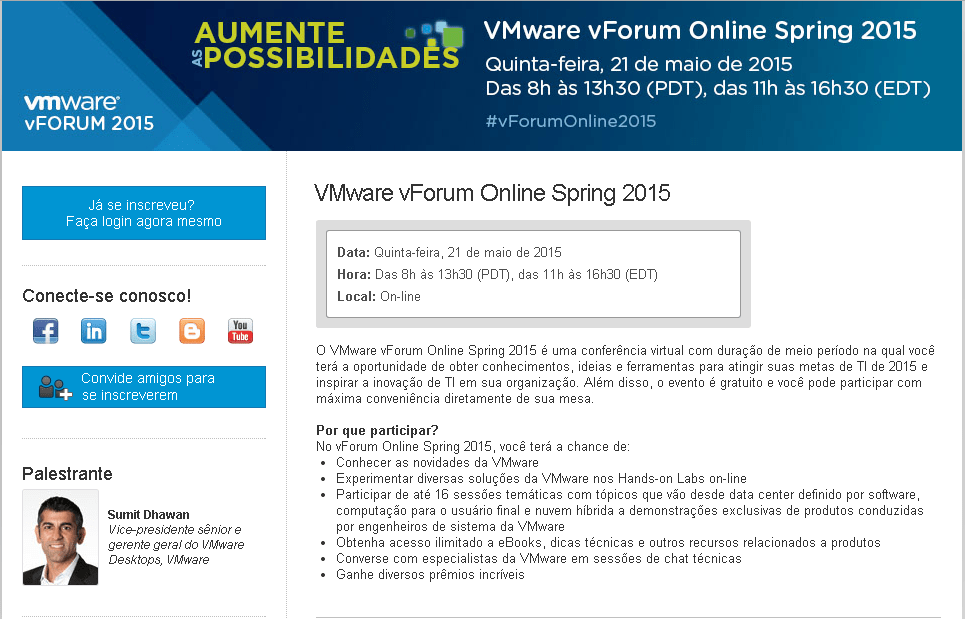 AUMENTE
AS POSSIBILIDADES
vmware®
vFORUM 2015
VMware vForum Online Spring 2015
Quinta-feira, 21 de maio de 2015
Das 8h às 13h30 (PDT), das 11h às 16h30 (EDT)
#vForumOnline2015
Já se inscreveu?
Faça login agora mesmo
Conecte-se conosco!
You
Tube
Convide amigos para
se inscreverem
Palestrante
Sumit Dhawan
Vice-presidente sênior e
gerente geral do VMware
Desktops, VMware
VMware vForum Online Spring 2015
Data: Quinta-feira, 21 de maio de 2015
Hora: Das 8h às 13h30 (PDT), das 11h às 16h30 (EDT)
Local: On-line
O VMware vForum Online Spring 2015 é uma conferência virtual com duração de meio período na qual você
terá a oportunidade de obter conhecimentos, ideias e ferramentas para atingir suas metas de TI de 2015 e
inspirar a inovação de TI em sua organização. Além disso, o evento é gratuito e você pode participar com
máxima conveniência diretamente de sua mesa.
Por que participar?
No vForum Online Spring 2015, você terá a chance de:
• Conhecer as novidades da VMware
• Experimentar diversas soluções da VMware nos Hands-on Labs on-line
• Participar de até 16 sessões temáticas com tópicos que vão desde data center definido por software,
computação para o usuário final e nuvem híbrida a demonstrações exclusivas de produtos conduzidas
por engenheiros de sistema da VMware
• Obtenha acesso ilimitado a eBooks, dicas técnicas e outros recursos relacionados a produtos
• Converse com especialistas da VMware em sessões de chat técnicas
• Ganhe diversos prêmios incríveis